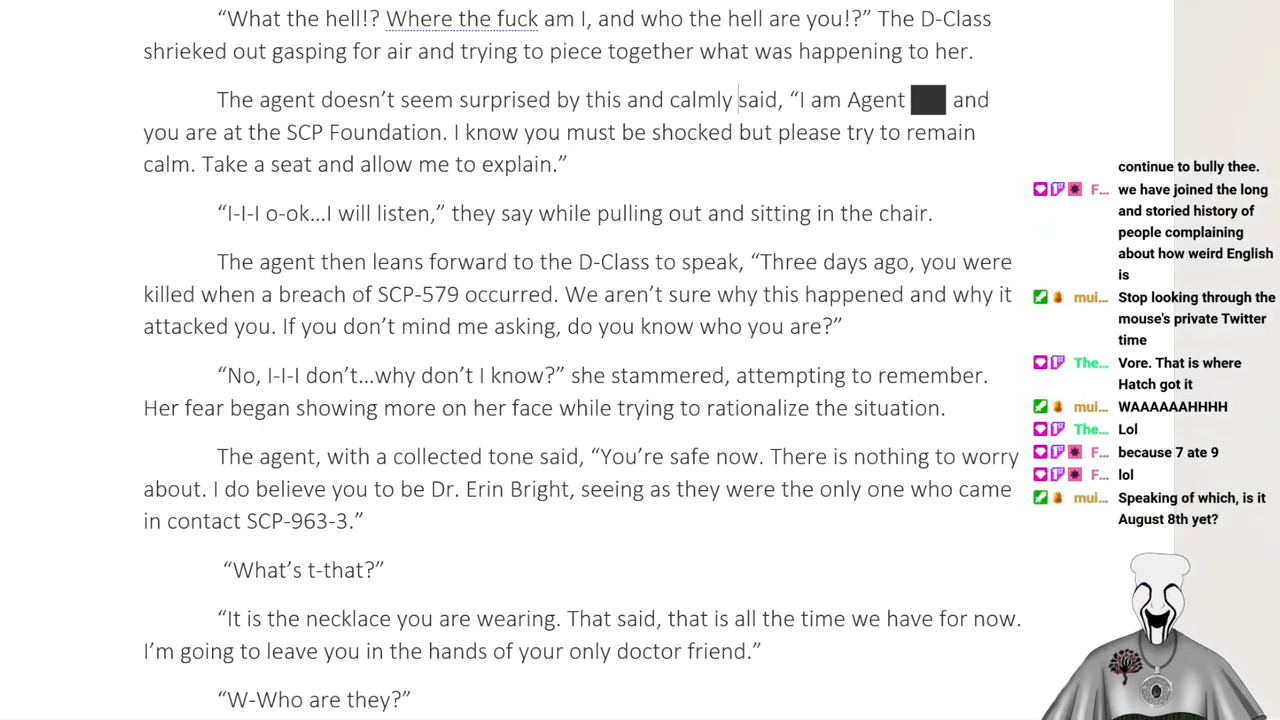 “What the hell!? Where the fuck am I, and who the hell are you!?” The D-Class
shrieked out gasping for air and trying to piece together what was happening to her.
The agent doesn’t seem surprised by this and calmly said, “I am Agent and
you are at the SCP Foundation. I know you must be shocked but please try to remain
calm. Take a seat and allow me to explain.”
“I-I-I o-ok...I will listen,” they say while pulling out and sitting in the chair.
The agent then leans forward to the D-Class to speak, “Three days ago, you were
killed when a breach of SCP-579 occurred. We aren’t sure why this happened and why it
attacked you. If you don’t mind me asking, do you know who you are?”
“No, I-I-I don’t...why don’t I know?” she stammered, attempting to remember.
Her fear began showing more on her face while trying to rationalize the situation.
The agent, with a collected tone said, “You’re safe now. There is nothing to worry
about. I do believe you to be Dr. Erin Bright, seeing as they were the only one who came
in contact SCP-963-3.”
“What’s t-that?”
“It is the necklace you are wearing. That said, that is all the time we have for now.
I’m going to leave you in the hands of your only doctor friend.”
“W-Who are they?”
continue to bully thee.
F... we have joined the long
and storied history of
people complaining
about how weird English
is
mui... Stop looking through the
mouse's private Twitter
time
The... Vore. That is where
Hatch got it
mui... WAAAAAAHHHH
The... Lol
F... because 7 ate 9
F... lol
mui... Speaking of which, is it
August 8th yet?